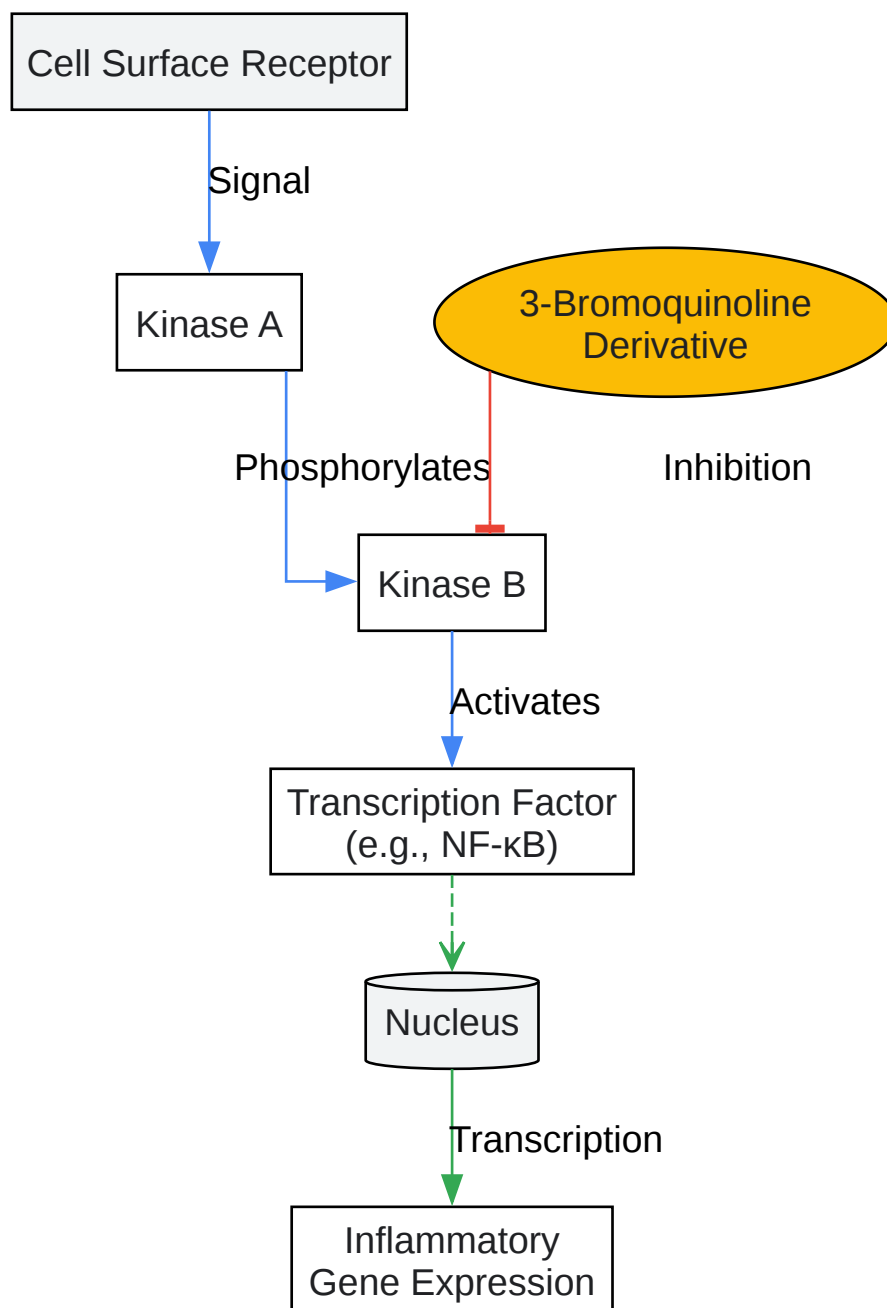 Cell Surface Receptor
Signal
Kinase A
3-Bromoquinoline
Derivative
Phosphorylates
Inhibition
Kinase B
Activates
Transcription Factor
(e.g., NF-κB)
Nucleus
Transcription
Inflammatory
Gene Expression